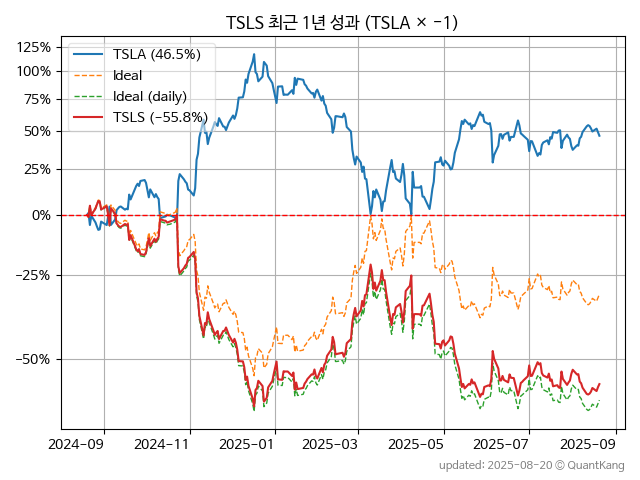 TSLS 최근 1년 성과 (TSLA × −1)
125%
100%
75%
50%
25%
0%
−25%
−50%
TSLA (46.5%)
Ideal
Ideal (daily)
TSLS (−55.8%)
2024-09
2024-11
2025-01
2025-03
2025-05
2025-07
2025-09
updated: 2025-08-20 © QuantKang